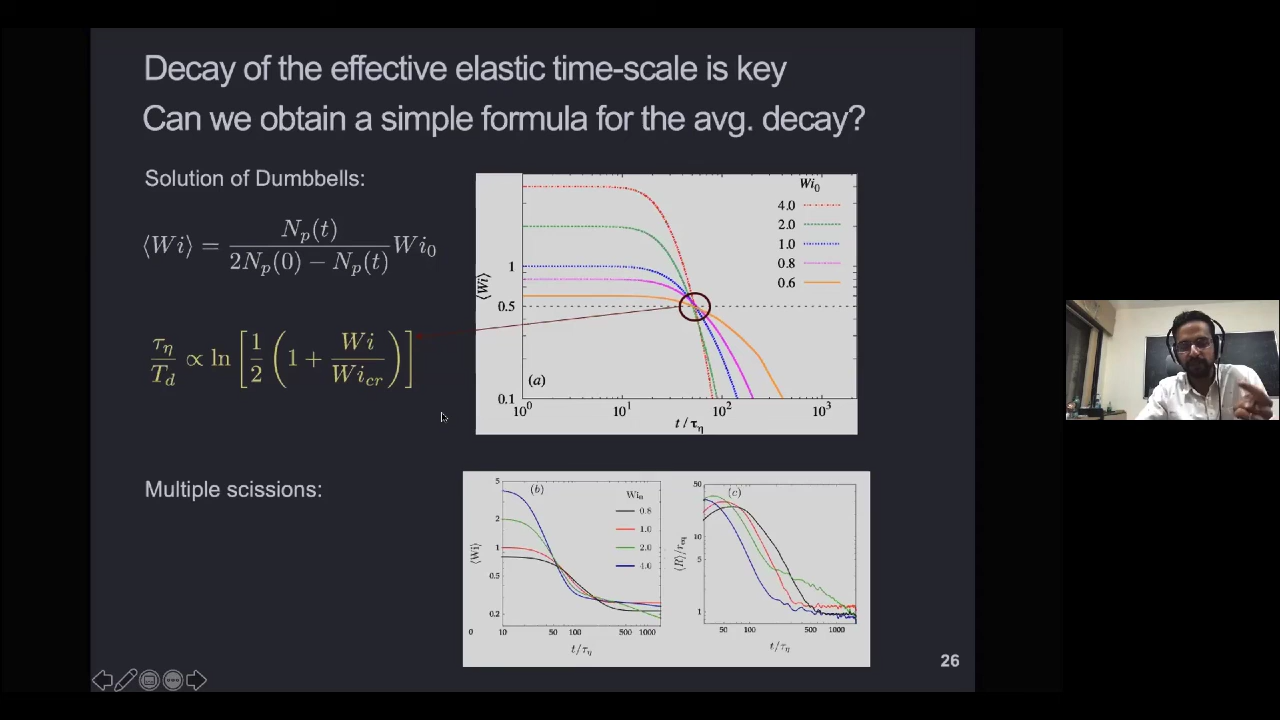 Decay of the effective elastic time-scale is key
Can we obtain a simple formula for the avg. decay?
Solution of Dumbbells:
⟨Wi⟩ = N_p(t) / (2N_p(0) − N_p(t)) Wi_0
τ_η / T_d ∝ ln [ 1/2 ( 1 + Wi / Wi_cr ) ]
⟨Wi⟩
1
0.5
0.1
(a)
Wi_0
4.0
2.0
1.0
0.8
0.6
10^0 10^1 10^2 10^3
t / τ_η
Multiple scissions:
(b)
⟨Wi⟩
5
2
1
0.5
0.2
Wi_0
0.8
1.0
2.0
4.0
0 10 50 100 500 1000
t/τ_η
(c)
⟨R⟩/r_eq
50
10
5
1
50 100 500 1000
t/τ_η
26